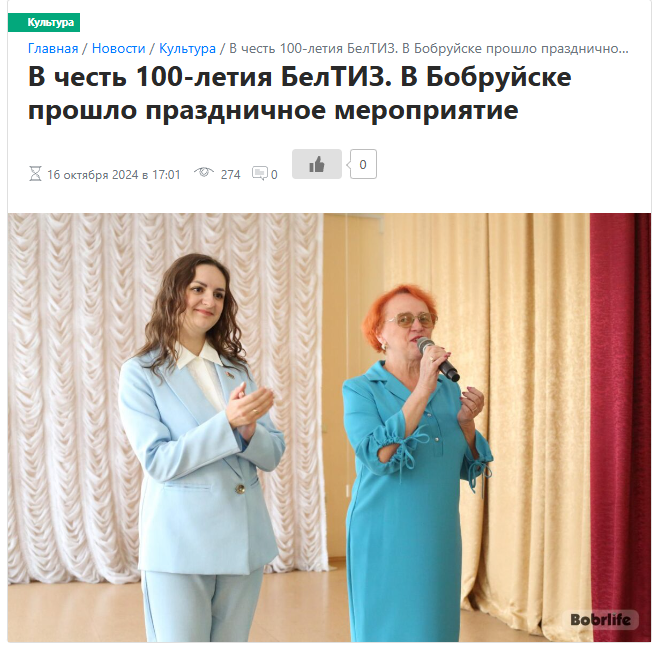 Культура
Главная / Новости / Культура / В честь 100-летия БелТИЗ. В Бобруйске прошло празднично...
В честь 100-летия БелТИЗ. В Бобруйске
прошло праздничное мероприятие
16 октября 2024 в 17:01 274 0 0
Bobrlife